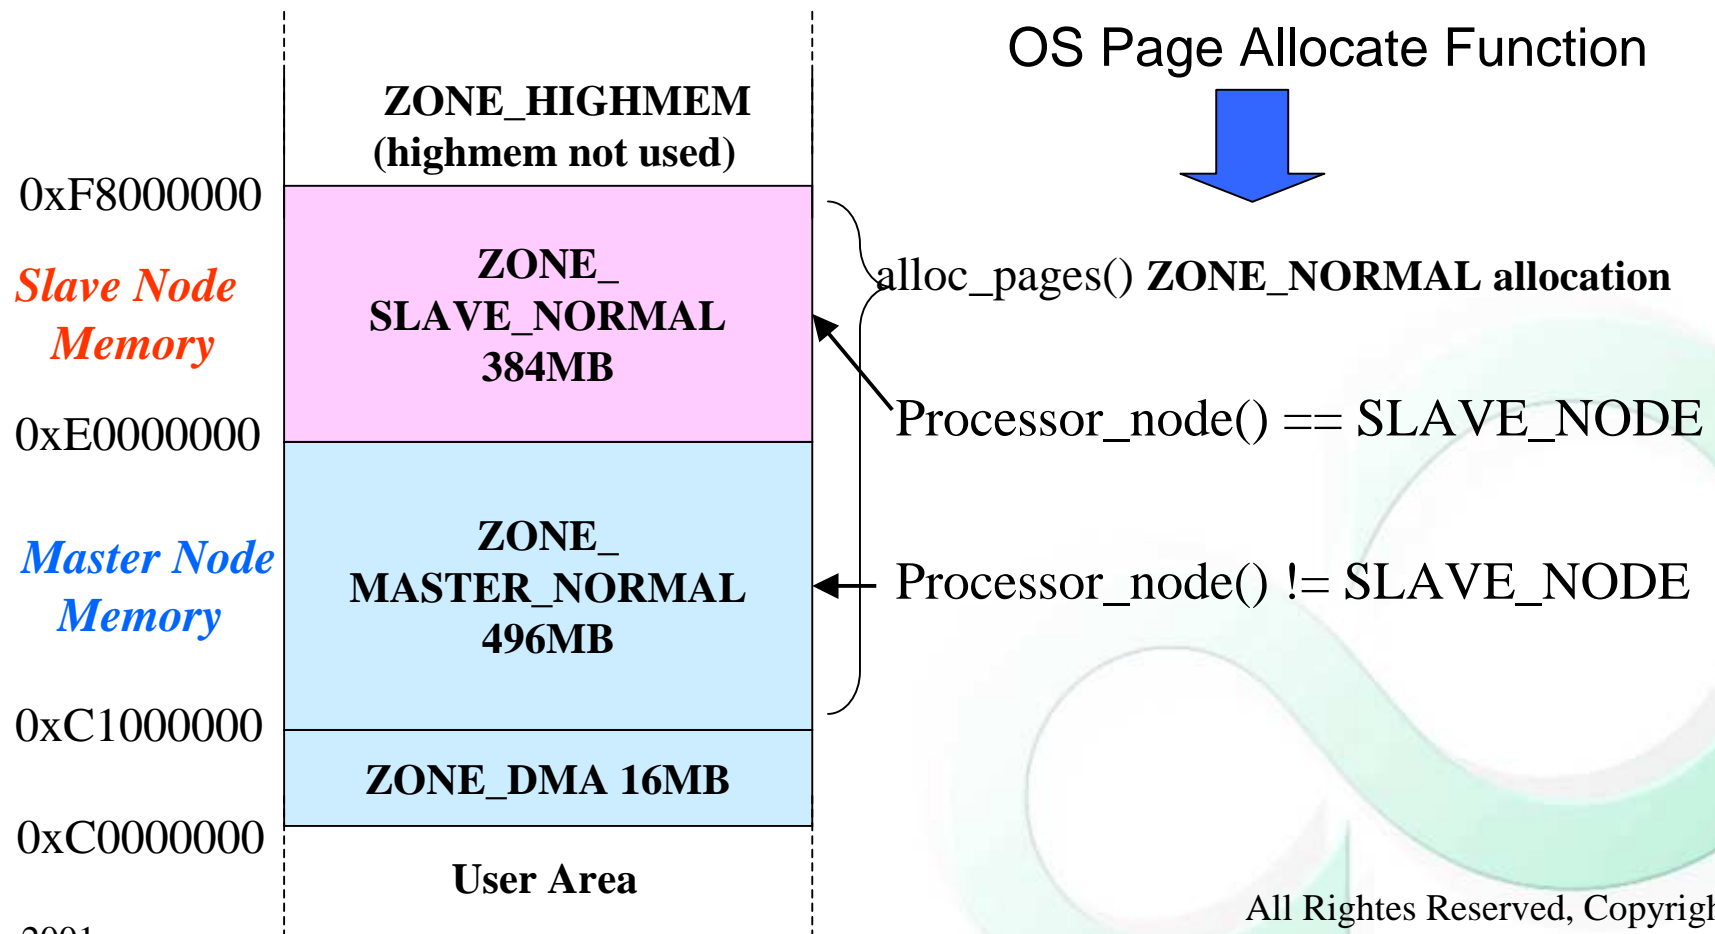 OS Page Allocate Function
ZONE_HIGHMEM
(highmem not used)
0xF8000000
Slave Node
Memory
ZONE_
SLAVE_NORMAL
384MB
alloc_pages() ZONE_NORMAL allocation
Processor_node() == SLAVE_NODE
0xE0000000
Master Node
Memory
ZONE_
MASTER_NORMAL
496MB
Processor_node() != SLAVE_NODE
0xC1000000
ZONE_DMA 16MB
0xC0000000
User Area
All Rightes Reserved, Copyrigh
2001